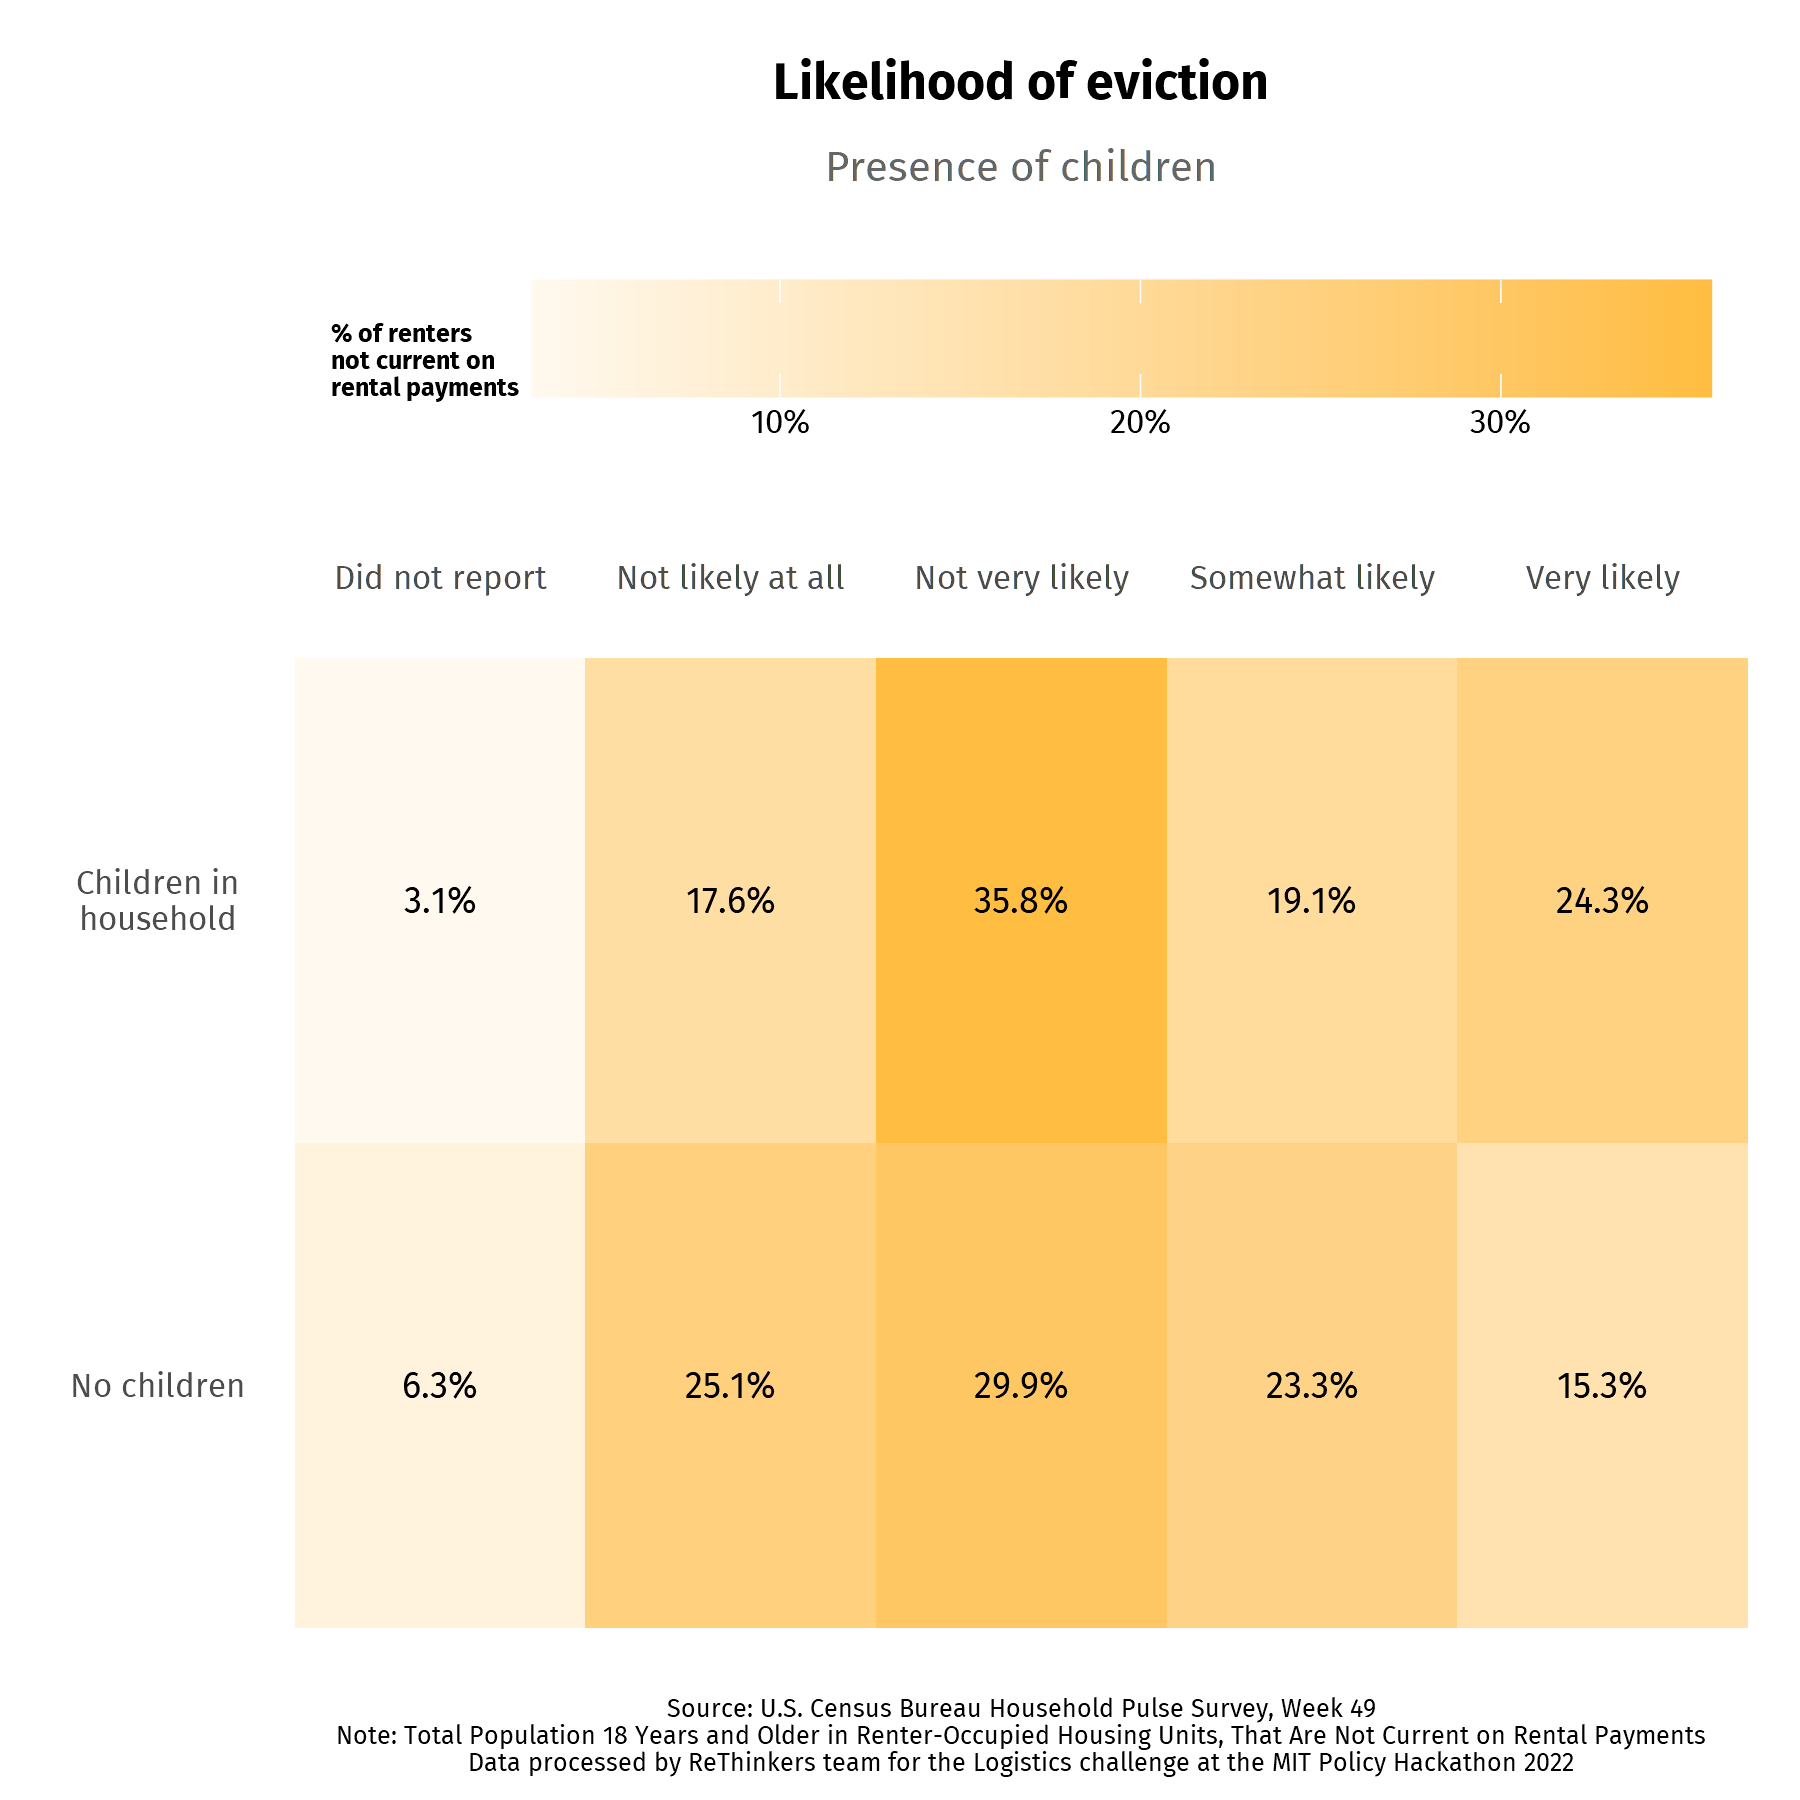 Likelihood of eviction
Presence of children
% of renters
not current on
rental payments
10% 20% 30%
Did not report Not likely at all Not very likely Somewhat likely Very likely
Children in
household
3.1% 17.6% 35.8% 19.1% 24.3%
No children 6.3% 25.1% 29.9% 23.3% 15.3%
Source: U.S. Census Bureau Household Pulse Survey, Week 49
Note: Total Population 18 Years and Older in Renter-Occupied Housing Units, That Are Not Current on Rental Payments
Data processed by ReThinkers team for the Logistics challenge at the MIT Policy Hackathon 2022